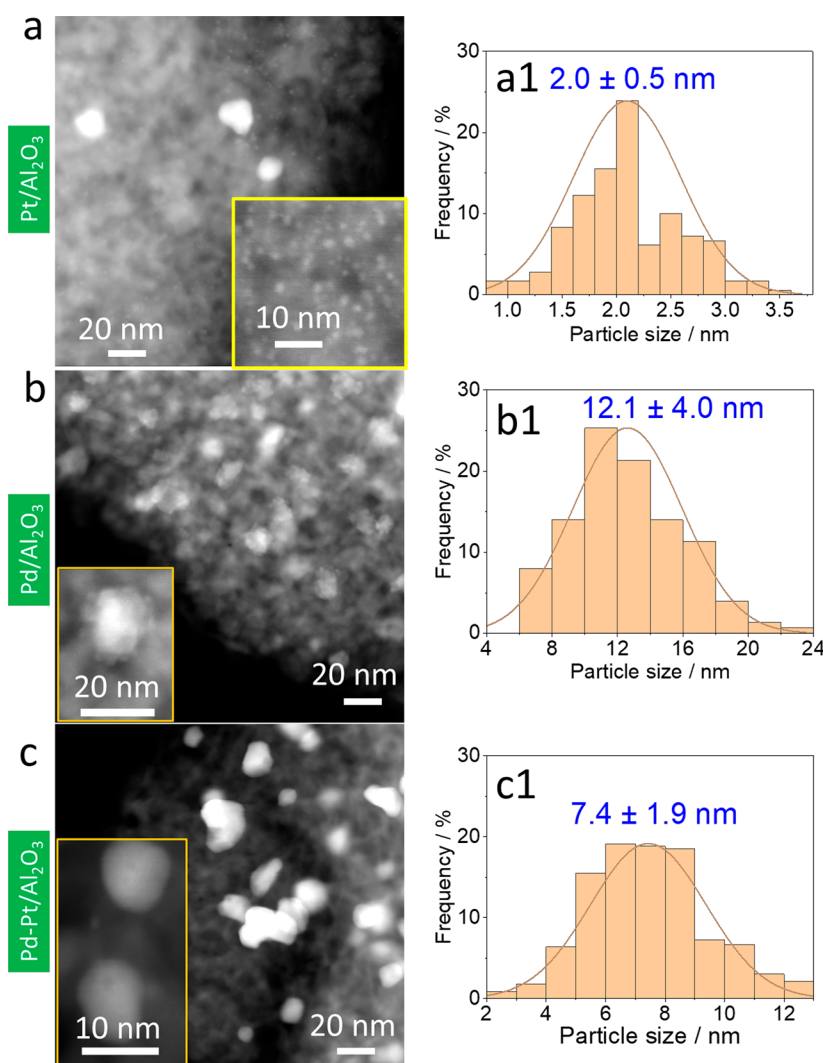 a
Pt/Al₂O₃
20 nm
10 nm
a1
2.0 ± 0.5 nm
Frequency / %
30
20
10
0
1.0 1.5 2.0 2.5 3.0 3.5
Particle size / nm
b
Pd/Al₂O₃
20 nm
20 nm
b1
12.1 ± 4.0 nm
Frequency / %
30
20
10
0
4 8 12 16 20 24
Particle size / nm
c
Pd-Pt/Al₂O₃
10 nm
20 nm
c1
7.4 ± 1.9 nm
Frequency / %
30
20
10
0
2 4 6 8 10 12
Particle size / nm